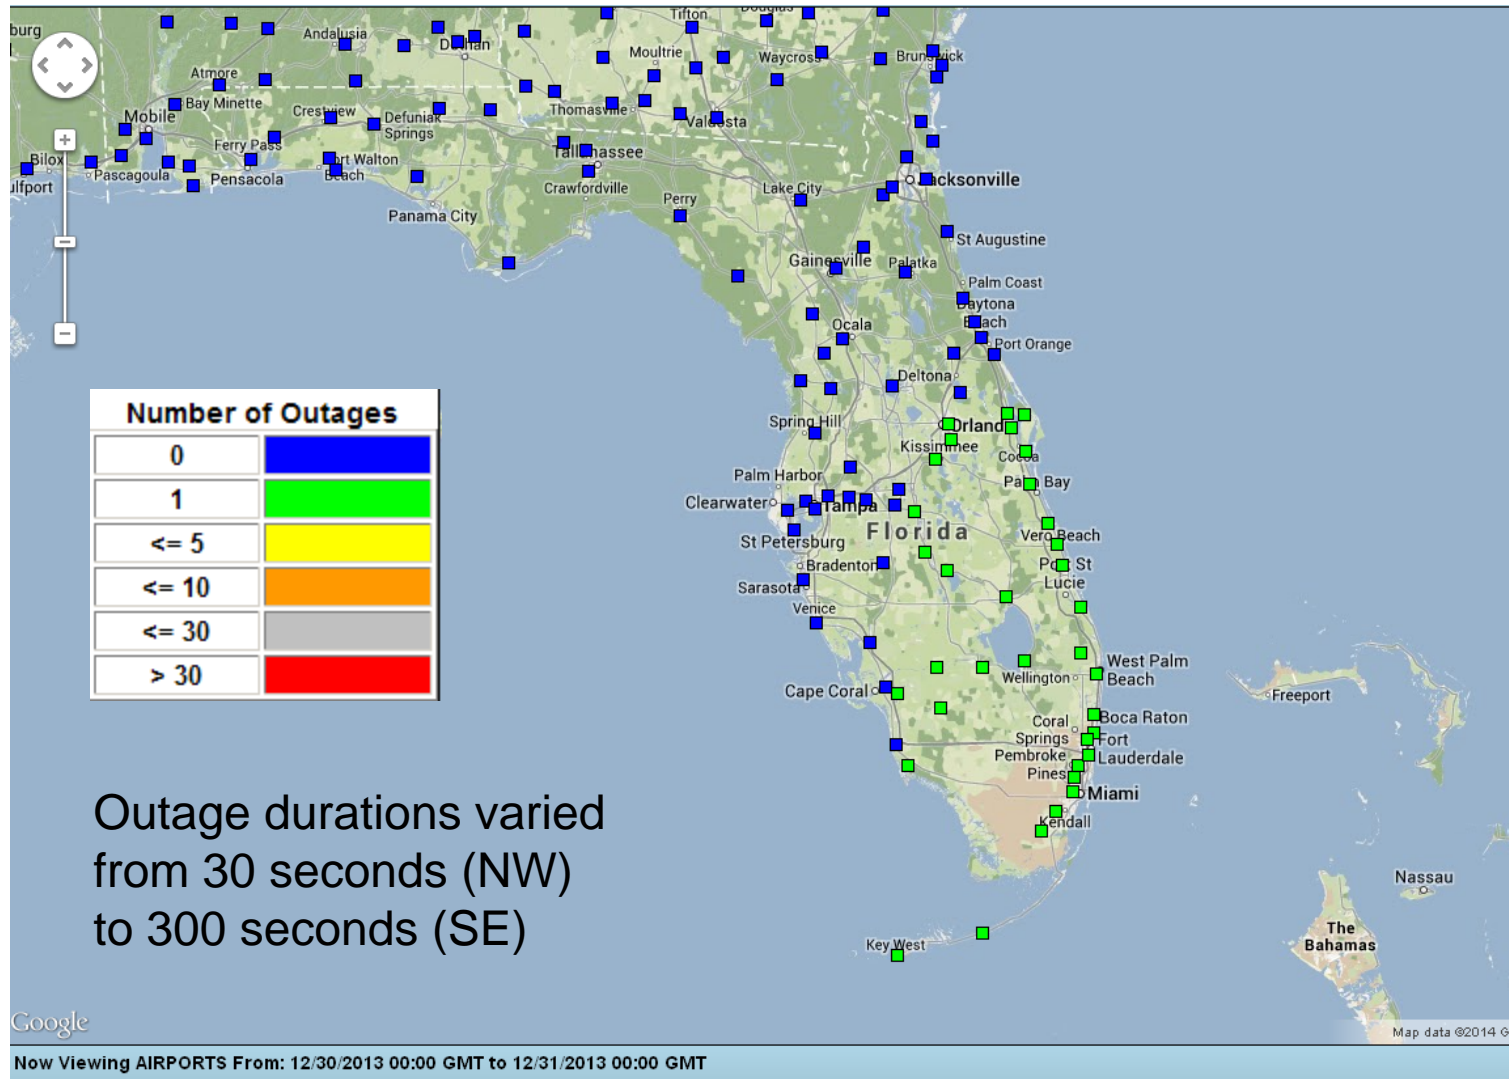 burg
Andalusia
Tifton
Moultrie
Waycross
Atmore
Bay Minette
Mobile
Crestview
Defuniak
Springs
Thomasville
Valdosta
Ferry Pass
Biloxi
Pascagoula
Pensacola
Fort Walton
Beach
Tallahassee
ulfport
Crawfordville
Lake City
Jacksonville
Panama City
Perry
St Augustine
Gainesville
Palatka
Palm Coast
Daytona
Beach
Ocala
Port Orange
Deltona
Spring Hill
Orlando
Kissimmee
Cocoa
Palm Harbor
Palm Bay
Clearwater
Tampa
Florida
St Petersburg
Vero Beach
Bradenton
Port St
Lucie
Sarasota
Venice
West Palm
Beach
Wellington
Cape Coral
Freeport
Coral
Springs
Boca Raton
Pembroke
Pines
Fort
Lauderdale
Miami
Kendall
Nassau
The
Bahamas
Key West
Number of Outages
0
1
<= 5
<= 10
<= 30
> 30
Outage durations varied
from 30 seconds (NW)
to 300 seconds (SE)
Google
Map data ©2014 G
Now Viewing AIRPORTS From: 12/30/2013 00:00 GMT to 12/31/2013 00:00 GMT